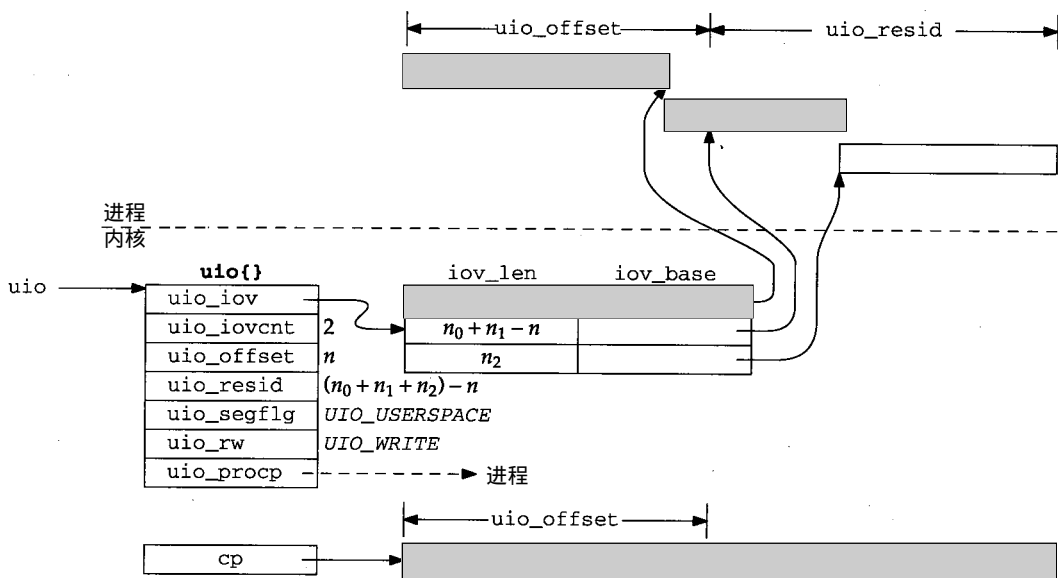 uio_offset uio_resid
进程
内核
uio{} iov_len iov_base
uio uio_iov
uio_iovcnt 2 n₀+n₁−n
uio_offset n n₂
uio_resid (n₀+n₁+n₂)−n
uio_segflg UIO_USERSPACE
uio_rw UIO_WRITE
uio_procp 进程
uio_offset
cp